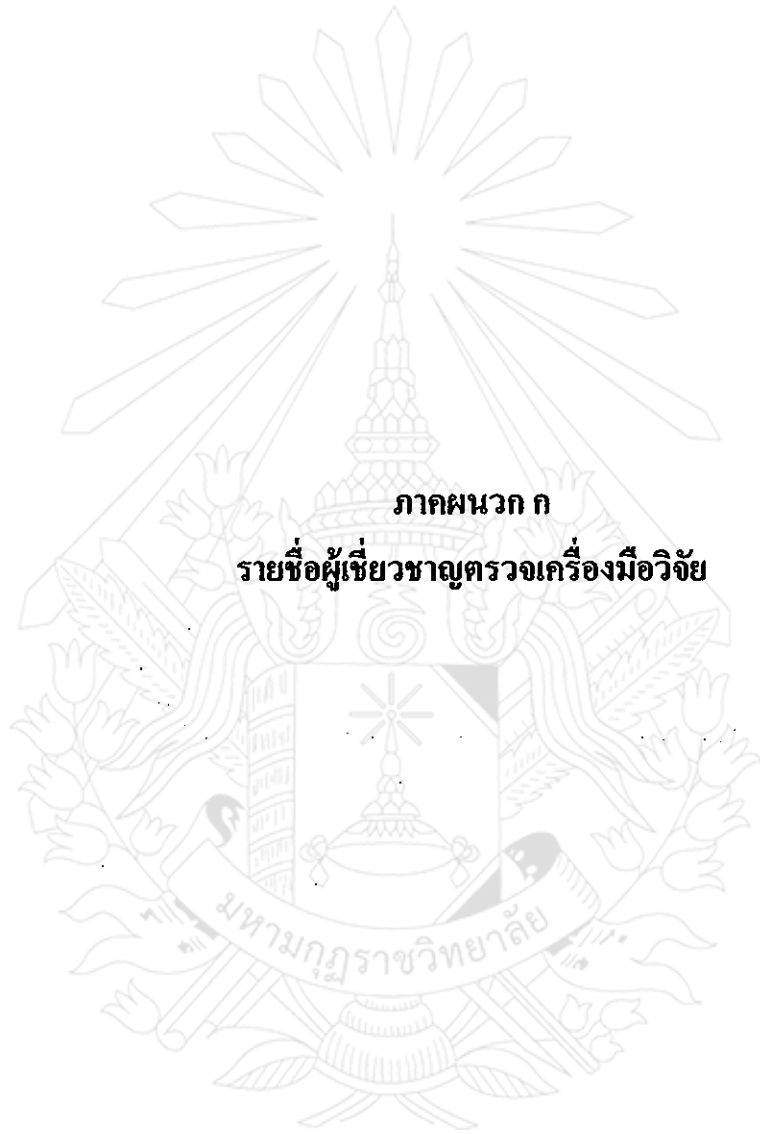 ภาคผนวก ก
รายชื่อผู้เชี่ยวชาญตรวจเครื่องมือวิจัย
มหามกุฏราชวิทยาลัย